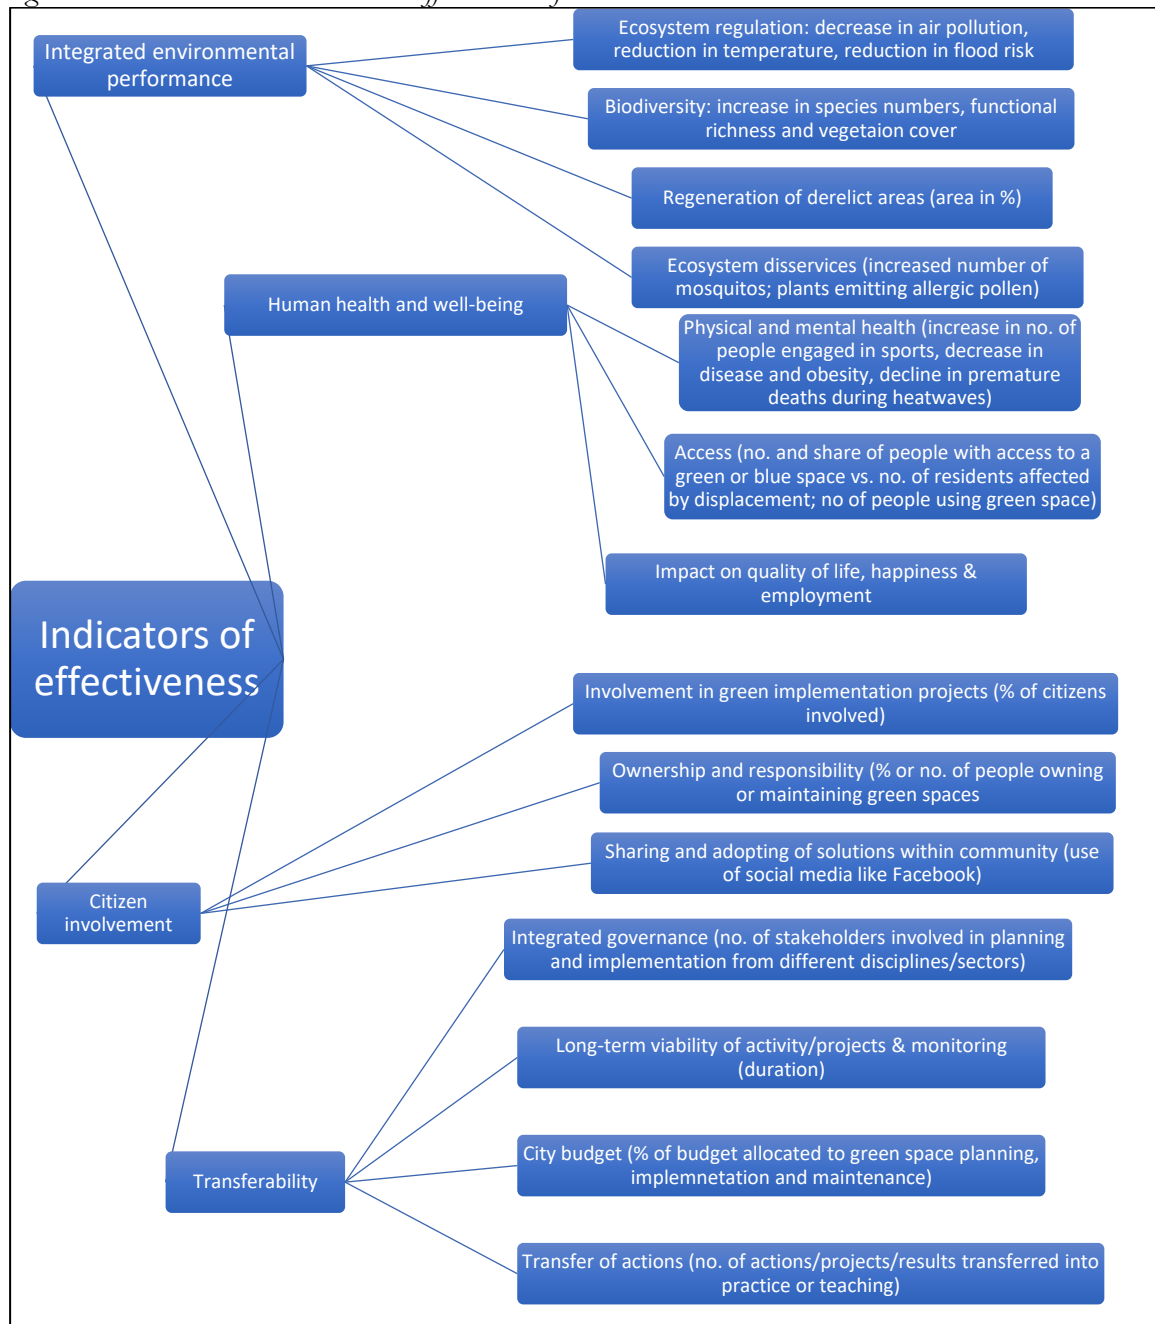 Integrated environmental
performance
Ecosystem regulation: decrease in air pollution,
reduction in temperature, reduction in flood risk
Biodiversity: increase in species numbers, functional
richness and vegetaion cover
Regeneration of derelict areas (area in %)
Ecosystem disservices (increased number of
mosquitos; plants emitting allergic pollen)
Human health and well-being
Physical and mental health (increase in no. of
people engaged in sports, decrease in
disease and obesity, decline in premature
deaths during heatwaves)
Access (no. and share of people with access to a
green or blue space vs. no. of residents affected
by displacement; no of people using green space)
Impact on quality of life, happiness &
employment
Indicators of
effectiveness
Involvement in green implementation projects (% of citizens
involved)
Ownership and responsibility (% or no. of people owning
or maintaining green spaces
Sharing and adopting of solutions within community (use
of social media like Facebook)
Citizen
involvement
Integrated governance (no. of stakeholders involved in planning
and implementation from different disciplines/sectors)
Long-term viability of activity/projects & monitoring
(duration)
City budget (% of budget allocated to green space planning,
implemnetation and maintenance)
Transferability
Transfer of actions (no. of actions/projects/results transferred into
practice or teaching)